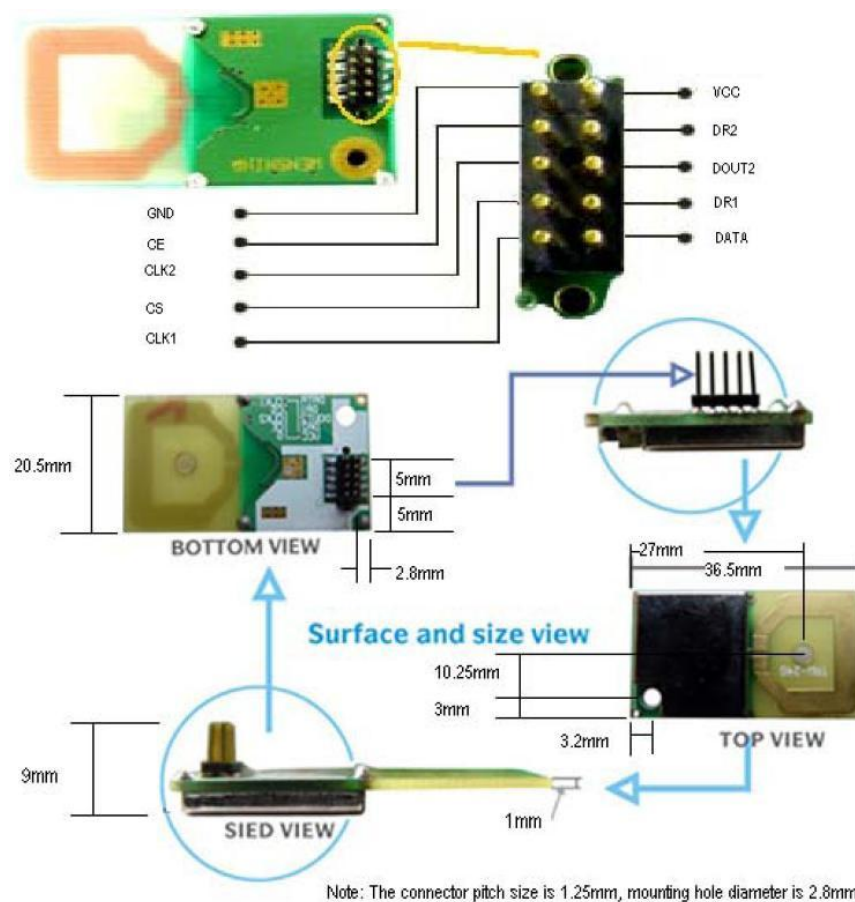 MENSHING
VCC
DR2
DOUT2
DR1
DATA
GND
CE
CLK2
CS
CLK1
20.5mm
5mm
5mm
2.8mm
BOTTOM VIEW
27mm
36.5mm
Surface and size view
10.25mm
3mm
3.2mm
TOP VIEW
9mm
SIED VIEW
1mm
Note: The connector pitch size is 1.25mm, mounting hole diameter is 2.8mm